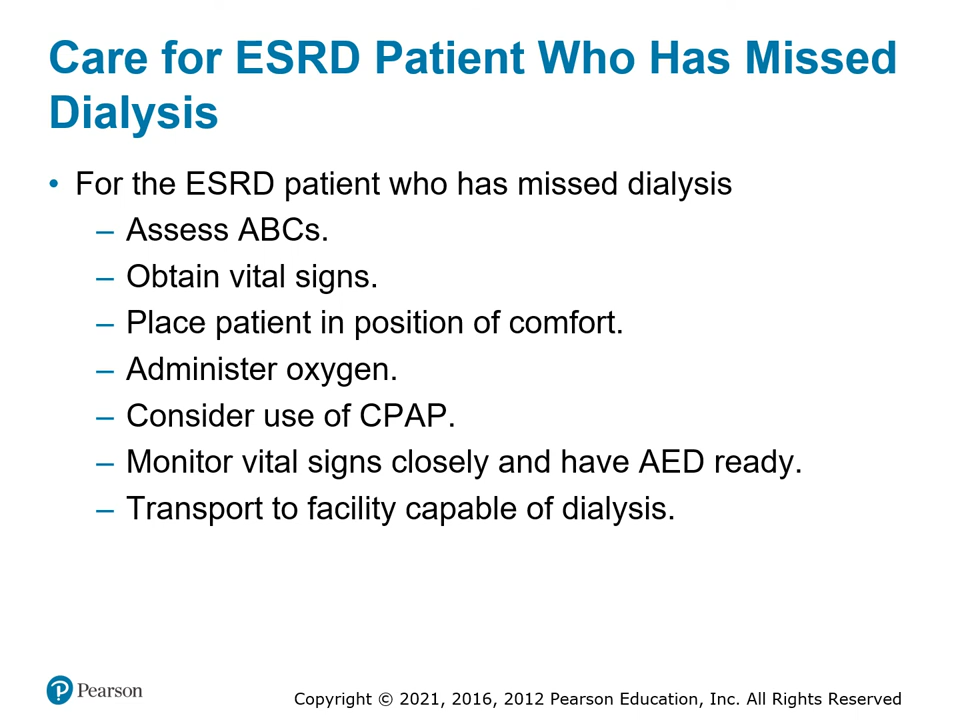 Care for ESRD Patient Who Has Missed
Dialysis
• For the ESRD patient who has missed dialysis
– Assess ABCs.
– Obtain vital signs.
– Place patient in position of comfort.
– Administer oxygen.
– Consider use of CPAP.
– Monitor vital signs closely and have AED ready.
– Transport to facility capable of dialysis.
P Pearson
Copyright © 2021, 2016, 2012 Pearson Education, Inc. All Rights Reserved